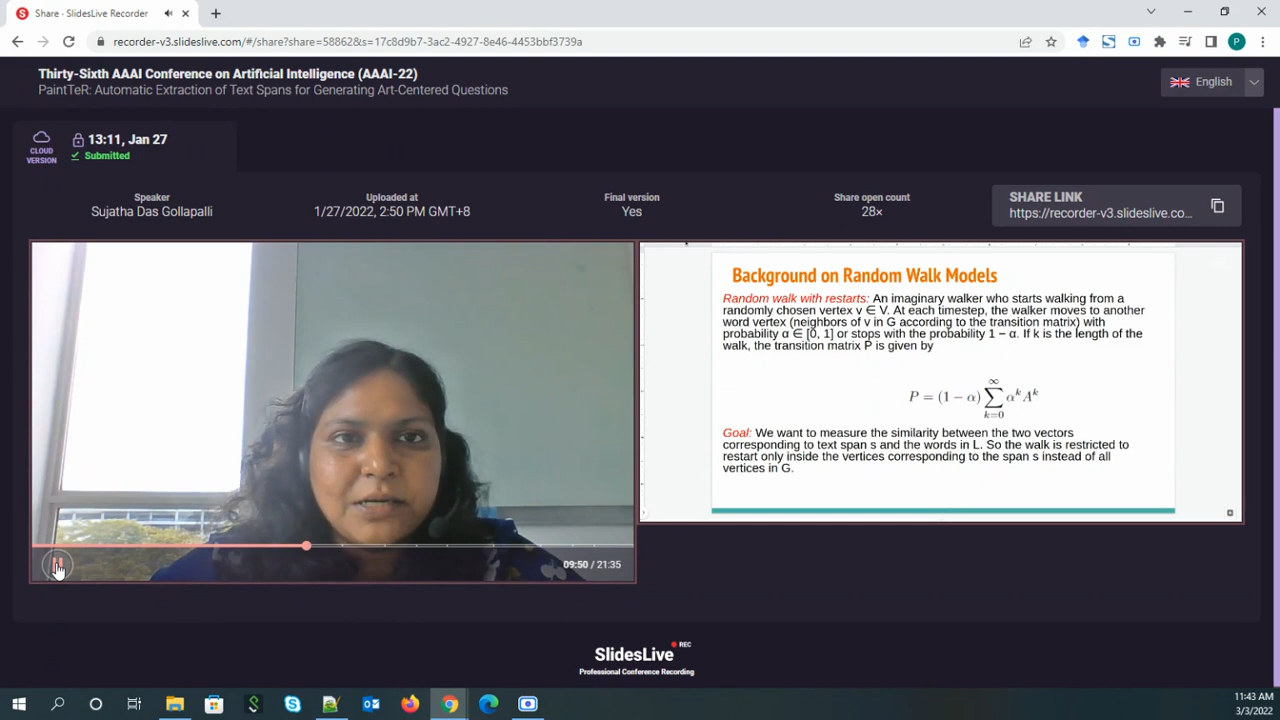 Share - SlidesLive Recorder
recorder-v3.slideslive.com/#/share?share=58862&s=17c8d9b7-3ac2-4927-8e46-4453bbf3739a
P
Thirty-Sixth AAAI Conference on Artificial Intelligence (AAAI-22)
PaintTeR: Automatic Extraction of Text Spans for Generating Art-Centered Questions
English
CLOUD
VERSION
13:11, Jan 27
Submitted
Speaker
Sujatha Das Gollapalli
Uploaded at
1/27/2022, 2:50 PM GMT+8
Final version
Yes
Share open count
28×
SHARE LINK
https://recorder-v3.slideslive.co...
Background on Random Walk Models
Random walk with restarts: An imaginary walker who starts walking from a
randomly chosen vertex v ∈ V. At each timestep, the walker moves to another
word vertex (neighbors of v in G according to the transition matrix) with
probability α ∈ [0, 1] or stops with the probability 1 − α. If k is the length of the
walk, the transition matrix P is given by
P = (1 − α) ∑_{k=0}^{∞} α^k A^k
Goal: We want to measure the similarity between the two vectors
corresponding to text span s and the words in L. So the walk is restricted to
restart only inside the vertices corresponding to the span s instead of all
vertices in G.
09:50 / 21:35
SlidesLive REC
Professional Conference Recording
11:43 AM
3/3/2022